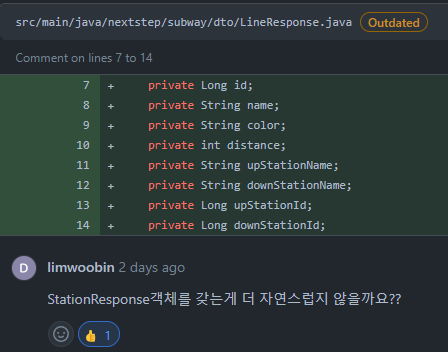 src/main/java/nextstep/subway/dto/LineResponse.java Outdated
Comment on lines 7 to 14
7 + private Long id;
8 + private String name;
9 + private String color;
10 + private int distance;
11 + private String upStationName;
12 + private String downStationName;
13 + private Long upStationId;
14 + private Long downStationId;
D limwoobin 2 days ago
StationResponse객체를 갖는게 더 자연스럽지 않을까요??
👍 1